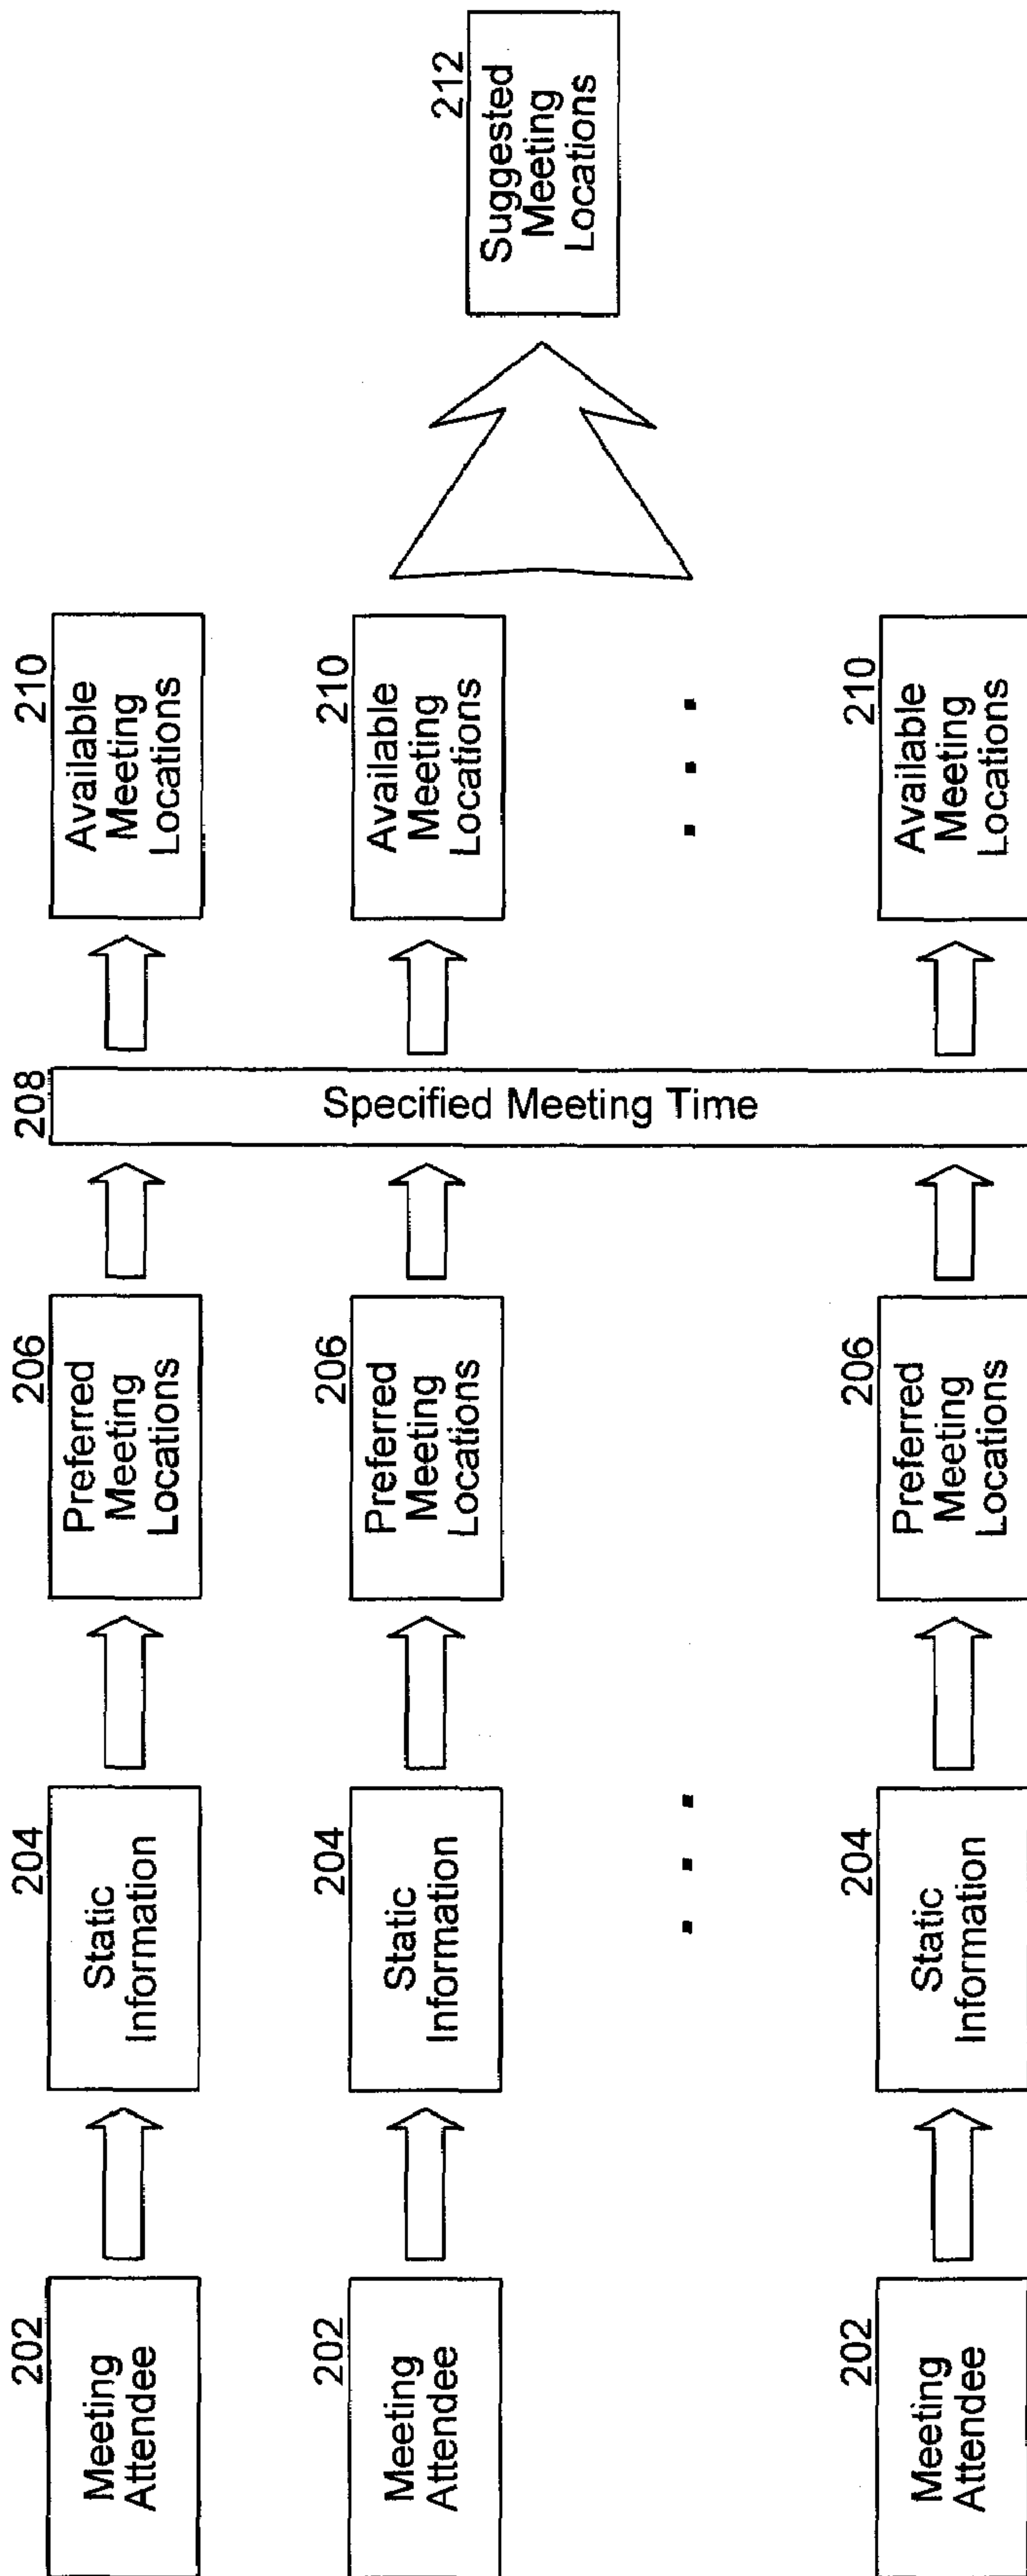 202
Meeting
Attendee
204
Static
Information
206
Preferred
Meeting
Locations
208
Specified Meeting Time
210
Available
Meeting
Locations
202
Meeting
Attendee
204
Static
Information
206
Preferred
Meeting
Locations
210
Available
Meeting
Locations
212
Suggested
Meeting
Locations
. . .
. . .
202
Meeting
Attendee
204
Static
Information
206
Preferred
Meeting
Locations
210
Available
Meeting
Locations